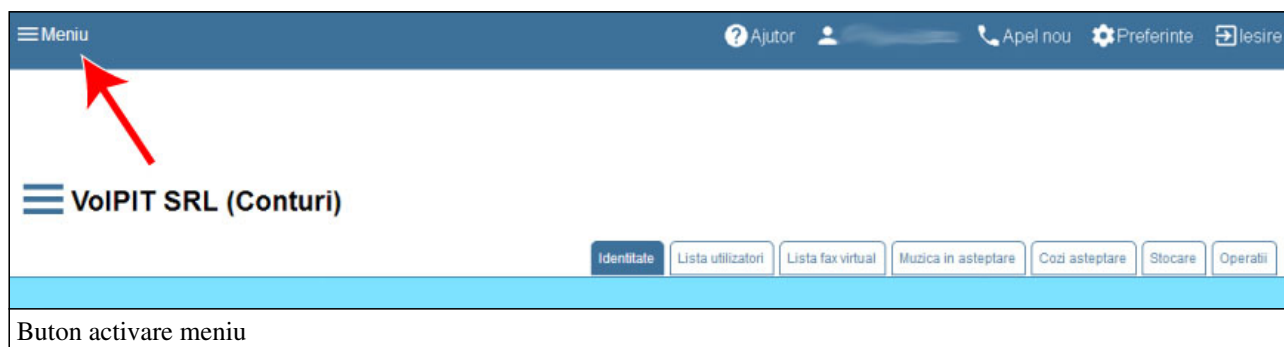 Meniu
Ajutor Apel nou Preferinte Iesire
VoIPIT SRL (Conturi)
Identitate Lista utilizatori Lista fax virtual Muzica in asteptare Cozi asteptare Stocare Operatii
Buton activare meniu